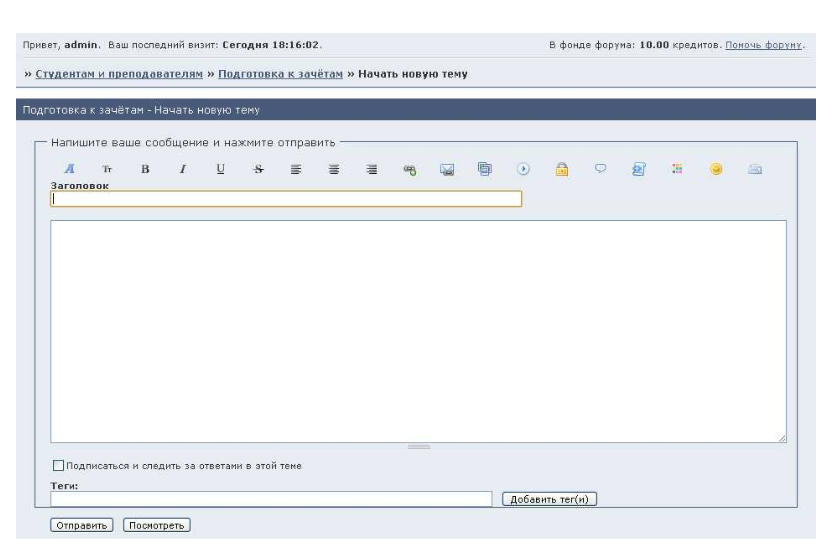 Привет, admin. Ваш последний визит: Сегодня 18:16:02. В фонде форума: 10.00 кредитов. Помочь форуму.
» Студентам и преподавателям » Подготовка к зачётам » Начать новую тему
Подготовка к зачётам - Начать новую тему
Напишите ваше сообщение и нажмите отправить
A Tт B I U S
Заголовок
Подписаться и следить за ответами в этой теме
Теги:
Добавить тег(и)
Отправить Посмотреть